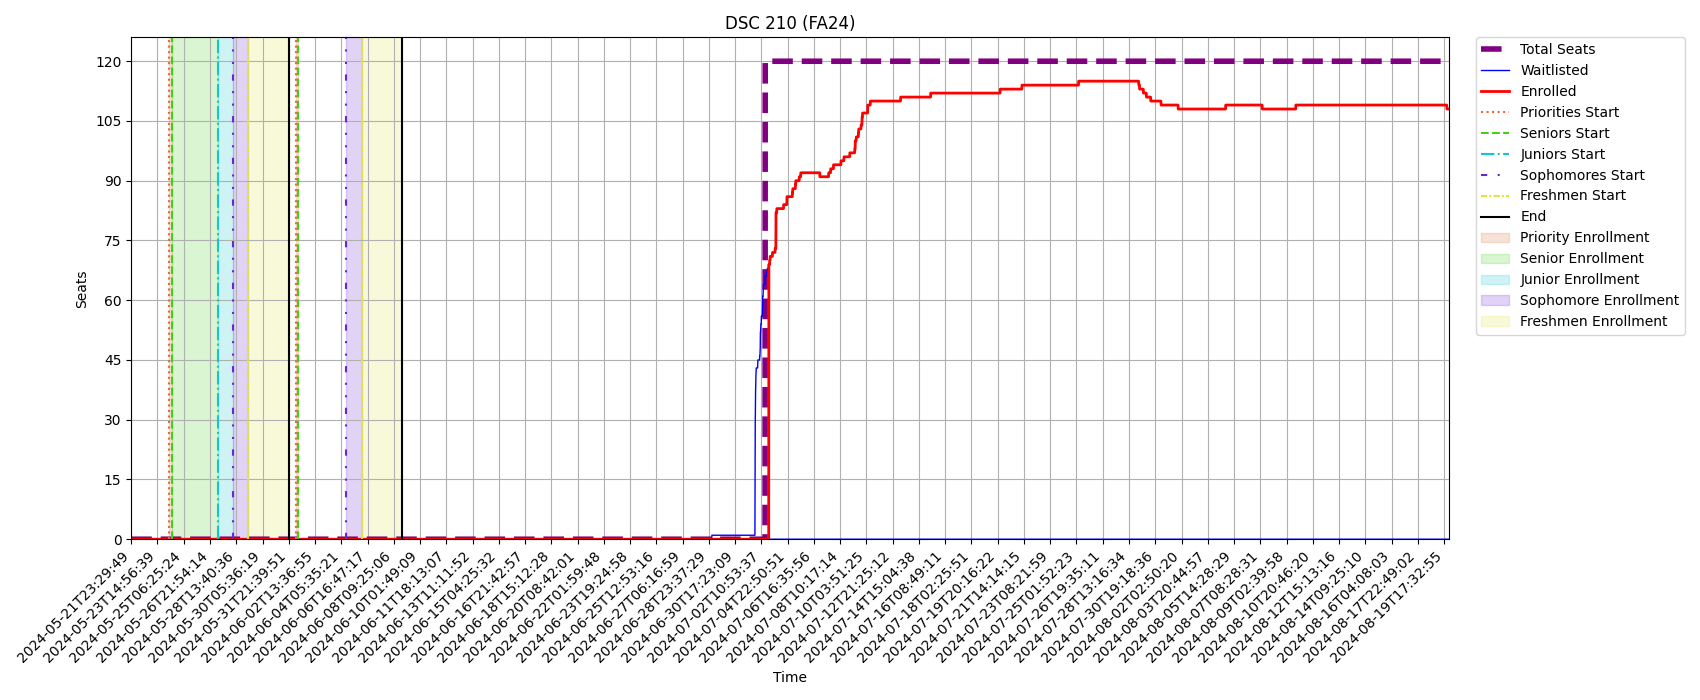 DSC 210 (FA24)
Seats
120
105
90
75
60
45
30
15
0
2024-05-21T23:29:49
2024-05-23T14:56:39
2024-05-25T06:25:24
2024-05-26T21:54:14
2024-05-28T13:40:36
2024-05-30T05:36:19
2024-05-31T21:39:51
2024-06-02T13:36:55
2024-06-04T05:35:21
2024-06-06T16:47:17
2024-06-08T09:25:06
2024-06-10T01:49:09
2024-06-11T18:13:07
2024-06-13T11:11:52
2024-06-15T04:25:32
2024-06-16T21:42:57
2024-06-18T15:12:28
2024-06-20T08:42:01
2024-06-22T01:59:48
2024-06-23T19:24:58
2024-06-25T12:53:16
2024-06-27T06:16:59
2024-06-28T23:37:29
2024-06-30T17:23:09
2024-07-02T10:53:37
2024-07-04T22:50:51
2024-07-06T16:35:56
2024-07-08T10:17:14
2024-07-10T03:51:25
2024-07-12T21:25:12
2024-07-14T15:04:38
2024-07-16T08:49:11
2024-07-18T02:25:51
2024-07-19T20:16:22
2024-07-21T14:14:15
2024-07-23T08:21:59
2024-07-25T01:52:23
2024-07-26T19:35:11
2024-07-28T13:16:34
2024-07-30T19:18:36
2024-08-02T02:50:20
2024-08-03T20:44:57
2024-08-05T14:28:29
2024-08-07T08:28:31
2024-08-09T02:39:58
2024-08-10T20:46:20
2024-08-12T15:13:16
2024-08-14T09:25:10
2024-08-16T04:08:03
2024-08-17T22:49:02
2024-08-19T17:32:55
Time
Total Seats
Waitlisted
Enrolled
Priorities Start
Seniors Start
Juniors Start
Sophomores Start
Freshmen Start
End
Priority Enrollment
Senior Enrollment
Junior Enrollment
Sophomore Enrollment
Freshmen Enrollment